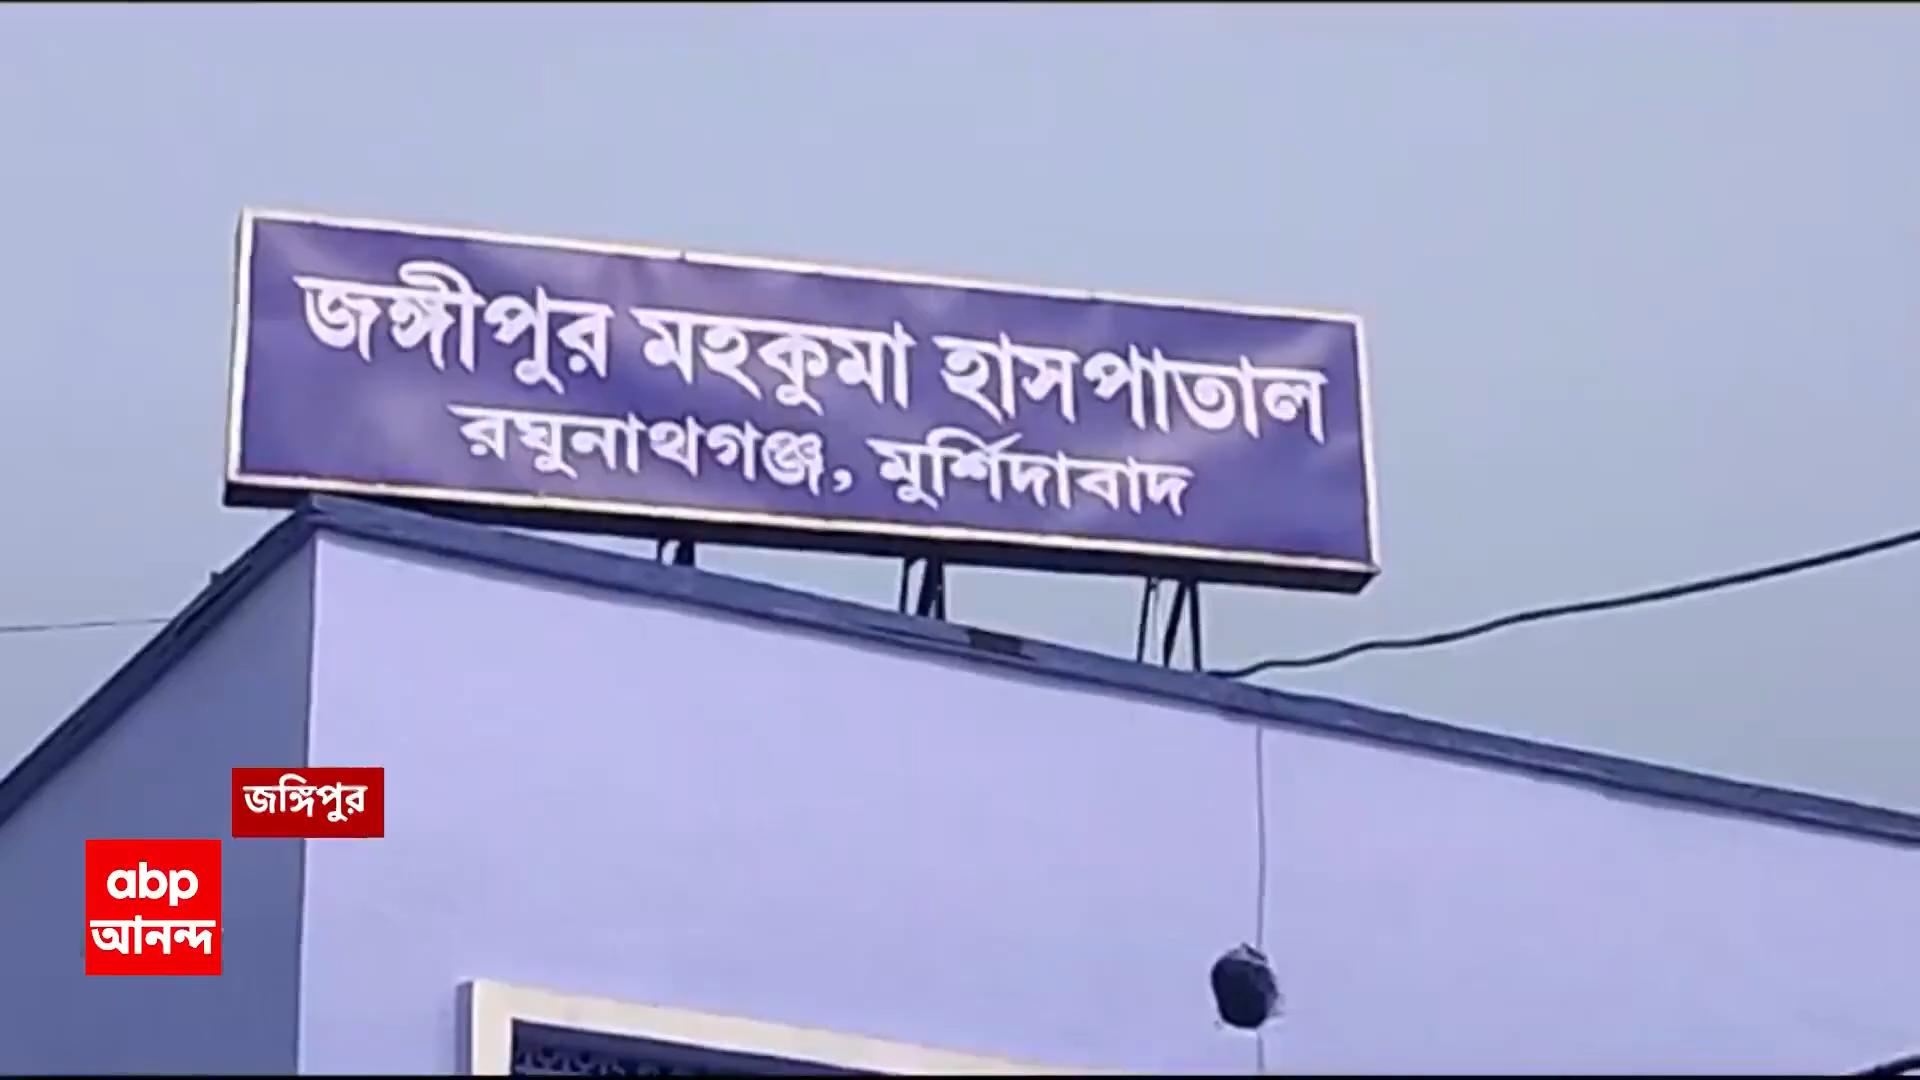 জঙ্গীপুর মহকুমা হাসপাতাল
রঘুনাথগঞ্জ, মুর্শিদাবাদ
জঙ্গিপুর
abp
আনন্দ